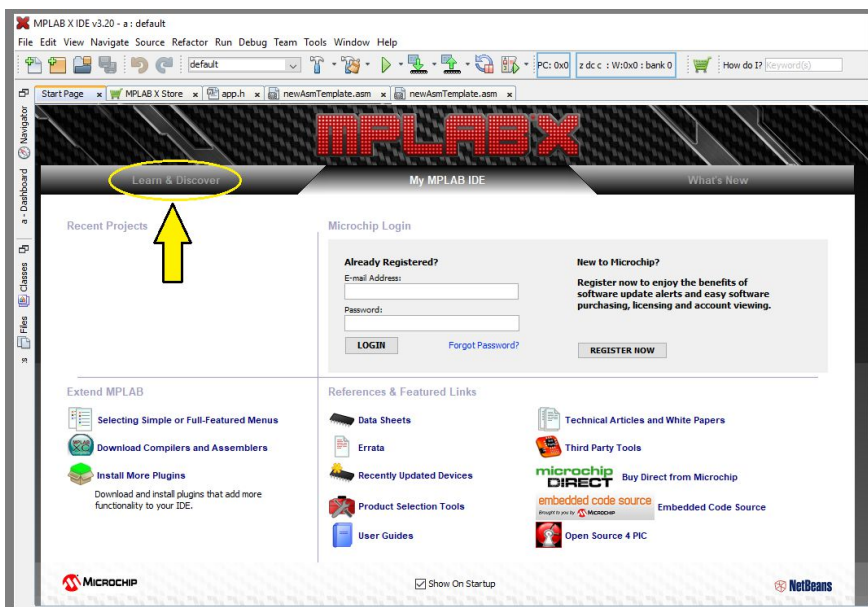 MPLAB X IDE v3.20 - a : default
File Edit View Navigate Source Refactor Run Debug Team Tools Window Help
default
PC: 0x0
z dc c : W:0x0 : bank 0
How do I?
Keyword(s)
Start Page
MPLAB X Store
app.h
newAsmTemplate.asm
newAsmTemplate.asm
Navigator
a - Dashboard
Classes
Files
MPLAB X
Learn & Discover
My MPLAB IDE
What's New
Recent Projects
Microchip Login
Already Registered?
E-mail Address:
Password:
LOGIN
Forgot Password?
New to Microchip?
Register now to enjoy the benefits of
software update alerts and easy software
purchasing, licensing and account viewing.
REGISTER NOW
Extend MPLAB
Selecting Simple or Full-Featured Menus
Download Compilers and Assemblers
Install More Plugins
Download and install plugins that add more
functionality to your IDE.
References & Featured Links
Data Sheets
Errata
Recently Updated Devices
Product Selection Tools
User Guides
Technical Articles and White Papers
Third Party Tools
microchip
DIRECT
Buy Direct from Microchip
embedded code source
Brought to you by MICROCHIP
Embedded Code Source
Open Source 4 PIC
MICROCHIP
Show On Startup
NetBeans